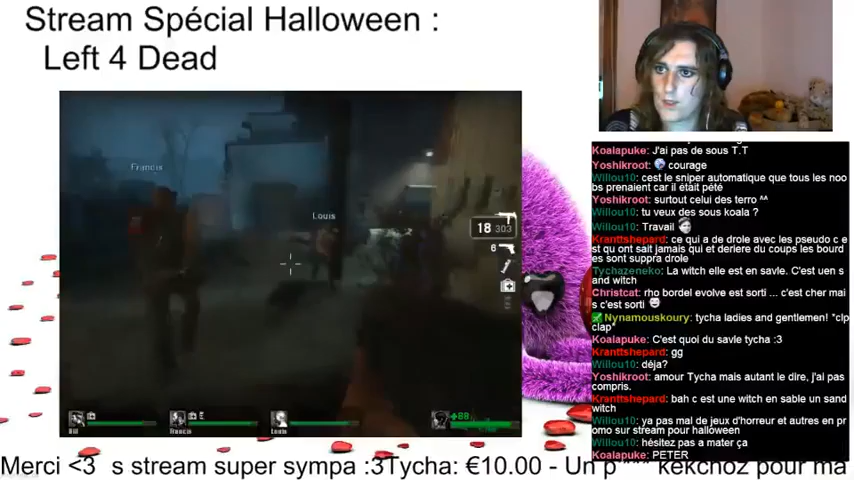 Stream Spécial Halloween :
Left 4 Dead
Francis
Louis
18 303
6
Bill
Francis
Louis
+88
Koalapuke: J'ai pas de sous T.T
Yoshikroot: courage
Willou10: cest le sniper automatique que tous les noo
bs prenaient car il était pété
Yoshikroot: surtout celui des terro ^^
Willou10: tu veux des sous koala ?
Willou10: Travail
Kranttshepard: ce qui a de drole avec les pseudo c e
st qu ont sait jamais qui et deriere du coups les bourd
es sont suppra drole
Tychazeneko: La witch elle est en savle. C'est uen s
and witch
Christcat: rho bordel evolve est sorti ... c'est cher mai
s c'est sorti
Nynamouskoury: tycha ladies and gentlemen! *clp
clap*
Koalapuke: C'est quoi du savle tycha :3
Kranttshepard: gg
Willou10: déja?
Yoshikroot: amour Tycha mais autant le dire, j'ai pas
compris.
Kranttshepard: bah c est une witch en sable un sand
witch
Willou10: ya pas mal de jeux d'horreur et autres en pr
omo sur stream pour halloween
Willou10: hésitez pas a mater ça
Koalapuke: PETER
Merci <3 s stream super sympa :3Tycha: €10.00 - Un p*** kekchoz pour ma